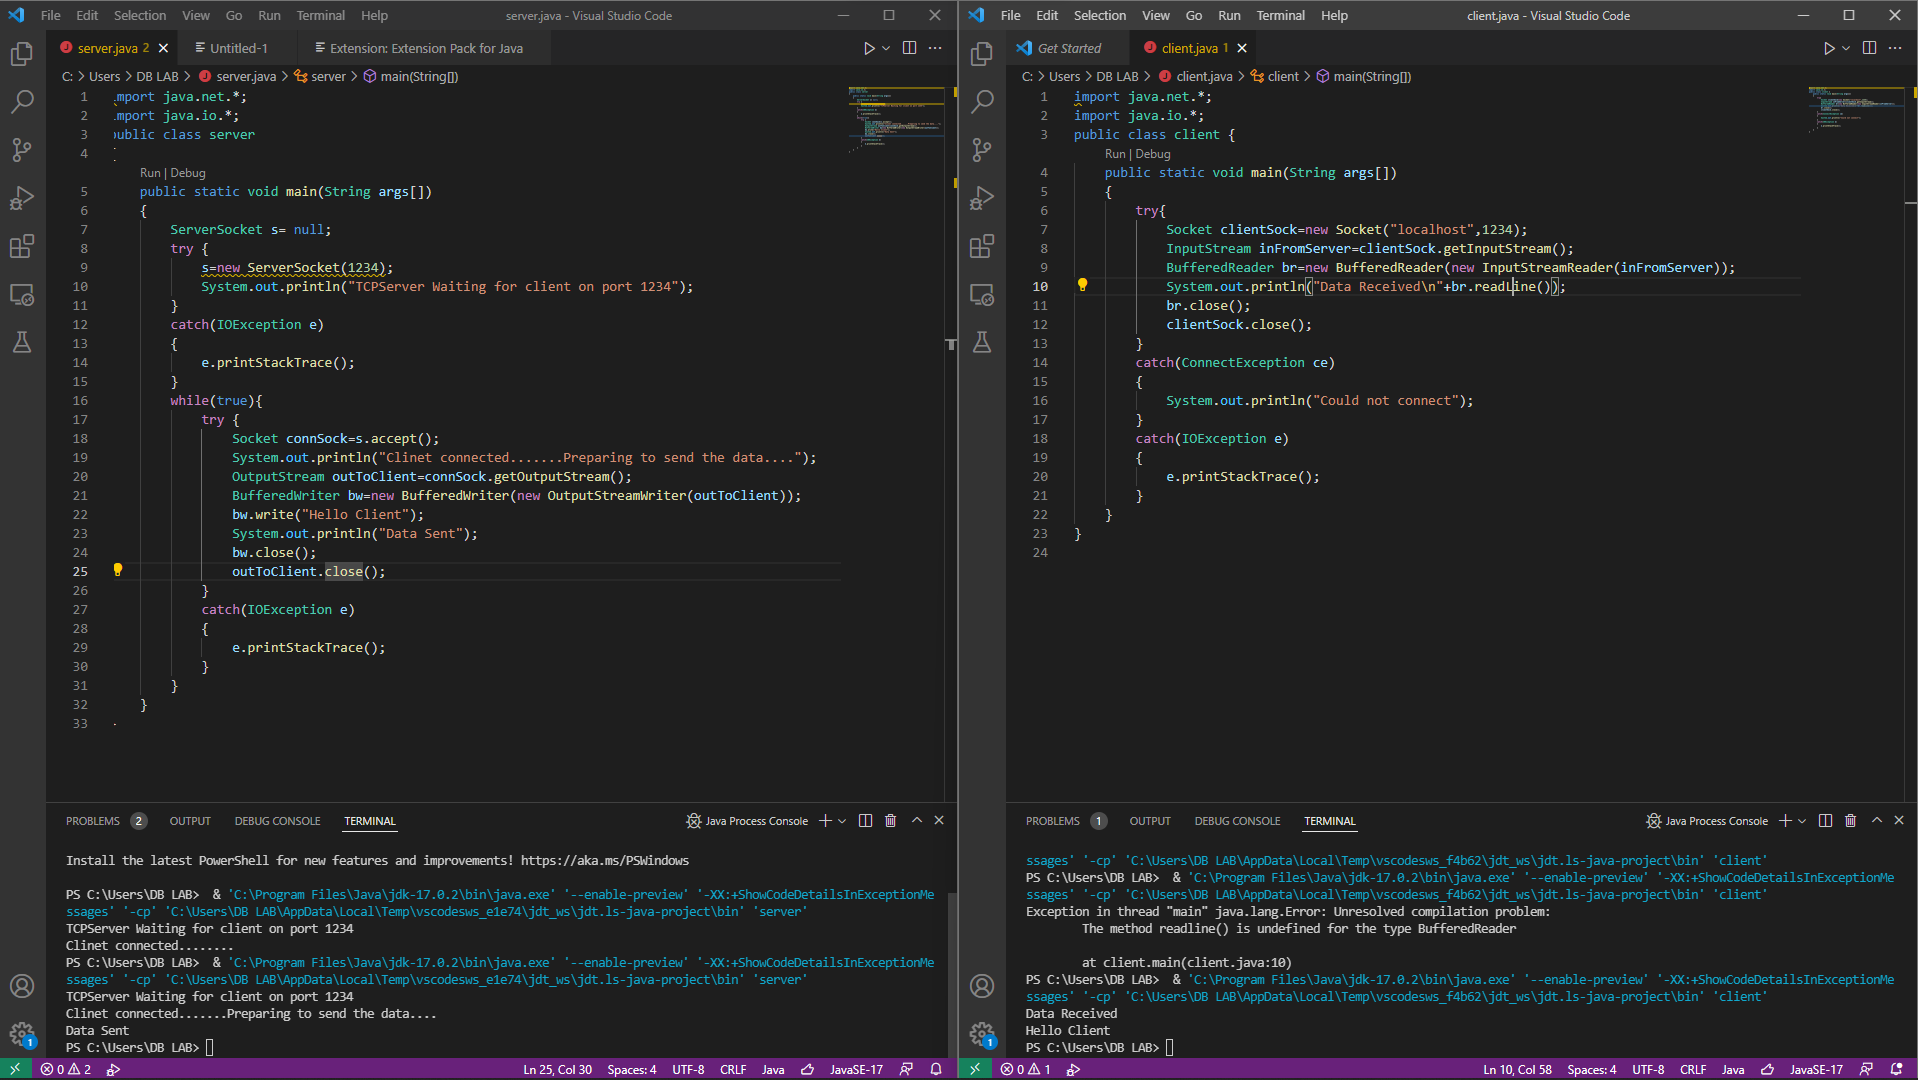 File Edit Selection View Go Run Terminal Help server.java - Visual Studio Code
server.java 2 Untitled-1 Extension: Extension Pack for Java
C: > Users > DB LAB > server.java > server > main(String[])
1 import java.net.*;
2 import java.io.*;
3 public class server
4
Run | Debug
5 public static void main(String args[])
6 {
7 ServerSocket s= null;
8 try {
9 s=new ServerSocket(1234);
10 System.out.println("TCPServer Waiting for client on port 1234");
11 }
12 catch(IOException e)
13 {
14 e.printStackTrace();
15 }
16 while(true){
17 try {
18 Socket connSock=s.accept();
19 System.out.println("Clinet connected.......Preparing to send the data....");
20 OutputStream outToClient=connSock.getOutputStream();
21 BufferedWriter bw=new BufferedWriter(new OutputStreamWriter(outToClient));
22 bw.write("Hello Client");
23 System.out.println("Data Sent");
24 bw.close();
25 outToClient.close();
26 }
27 catch(IOException e)
28 {
29 e.printStackTrace();
30 }
31 }
32 }
33
PROBLEMS 2 OUTPUT DEBUG CONSOLE TERMINAL Java Process Console
Install the latest PowerShell for new features and improvements! https://aka.ms/PSWindows
PS C:\Users\DB LAB> & 'C:\Program Files\Java\jdk-17.0.2\bin\java.exe' '--enable-preview' '-XX:+ShowCodeDetailsInExceptionMe
ssages' '-cp' 'C:\Users\DB LAB\AppData\Local\Temp\vscodesws_e1e74\jdt_ws\jdt.ls-java-project\bin' 'server'
TCPServer Waiting for client on port 1234
Clinet connected........
PS C:\Users\DB LAB> & 'C:\Program Files\Java\jdk-17.0.2\bin\java.exe' '--enable-preview' '-XX:+ShowCodeDetailsInExceptionMe
ssages' '-cp' 'C:\Users\DB LAB\AppData\Local\Temp\vscodesws_e1e74\jdt_ws\jdt.ls-java-project\bin' 'server'
TCPServer Waiting for client on port 1234
Clinet connected.......Preparing to send the data....
Data Sent
PS C:\Users\DB LAB>
1
0 2 Ln 25, Col 30 Spaces: 4 UTF-8 CRLF Java JavaSE-17
File Edit Selection View Go Run Terminal Help client.java - Visual Studio Code
Get Started client.java 1
C: > Users > DB LAB > client.java > client > main(String[])
1 import java.net.*;
2 import java.io.*;
3 public class client {
Run | Debug
4 public static void main(String args[])
5 {
6 try{
7 Socket clientSock=new Socket("localhost",1234);
8 InputStream inFromServer=clientSock.getInputStream();
9 BufferedReader br=new BufferedReader(new InputStreamReader(inFromServer));
10 System.out.println("Data Received\n"+br.readLine());
11 br.close();
12 clientSock.close();
13 }
14 catch(ConnectException ce)
15 {
16 System.out.println("Could not connect");
17 }
18 catch(IOException e)
19 {
20 e.printStackTrace();
21 }
22 }
23 }
24
PROBLEMS 1 OUTPUT DEBUG CONSOLE TERMINAL Java Process Console
ssages' '-cp' 'C:\Users\DB LAB\AppData\Local\Temp\vscodesws_f4b62\jdt_ws\jdt.ls-java-project\bin' 'client'
PS C:\Users\DB LAB> & 'C:\Program Files\Java\jdk-17.0.2\bin\java.exe' '--enable-preview' '-XX:+ShowCodeDetailsInExceptionMe
ssages' '-cp' 'C:\Users\DB LAB\AppData\Local\Temp\vscodesws_f4b62\jdt_ws\jdt.ls-java-project\bin' 'client'
Exception in thread "main" java.lang.Error: Unresolved compilation problem:
The method readline() is undefined for the type BufferedReader
at client.main(client.java:10)
PS C:\Users\DB LAB> & 'C:\Program Files\Java\jdk-17.0.2\bin\java.exe' '--enable-preview' '-XX:+ShowCodeDetailsInExceptionMe
ssages' '-cp' 'C:\Users\DB LAB\AppData\Local\Temp\vscodesws_f4b62\jdt_ws\jdt.ls-java-project\bin' 'client'
Data Received
Hello Client
PS C:\Users\DB LAB>
1
0 1 Ln 10, Col 58 Spaces: 4 UTF-8 CRLF Java JavaSE-17